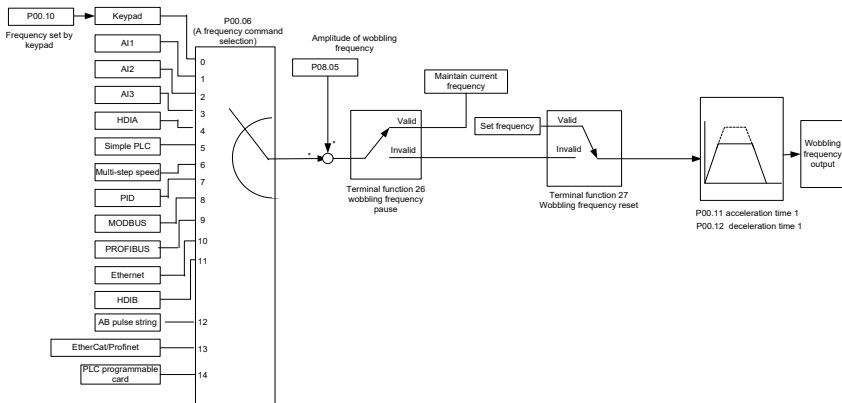 P00.10
Frequency set by
keypad
Keypad
AI1
AI2
AI3
HDIA
Simple PLC
Multi-step speed
PID
MODBUS
PROFIBUS
Ethernet
HDIB
AB pulse string
EtherCat/Profinet
PLC programmable
card
P00.06
(A frequency command
selection)
0
1
2
3
4
5
6
7
8
9
10
11
12
13
14
Amplitude of wobbling
frequency
P08.05
*
*
Maintain current
frequency
Valid
Invalid
Terminal function 26
wobbling frequency
pause
Set frequency
Valid
Invalid
Terminal function 27
Wobbling frequency reset
P00.11 acceleration time 1
P00.12 deceleration time 1
Wobbling
frequency
output